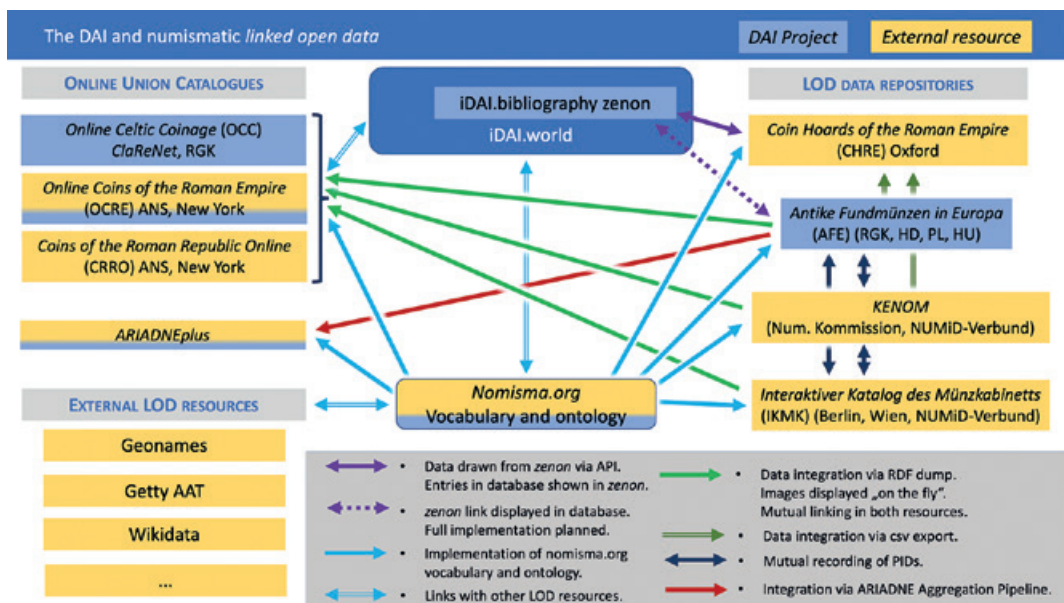 The DAI and numismatic linked open data
DAI Project
External resource
ONLINE UNION CATALOGUES
Online Celtic Coinage (OCC)
ClaReNet, RGK
Online Coins of the Roman Empire
(OCRE) ANS, New York
Coins of the Roman Republic Online
(CRRO) ANS, New York
ARIADNEplus
EXTERNAL LOD RESOURCES
Geonames
Getty AAT
Wikidata
...
iDAI.bibliography zenon
iDAI.world
Nomisma.org
Vocabulary and ontology
LOD DATA REPOSITORIES
Coin Hoards of the Roman Empire
(CHRE) Oxford
Antike Fundmünzen in Europa
(AFE) (RGK, HD, PL, HU)
KENOM
(Num. Kommission, NUMiD-Verbund)
Interaktiver Katalog des Münzkabinetts
(IKMK) (Berlin, Wien, NUMiD-Verbund)
• Data drawn from zenon via API.
Entries in database shown in zenon.
• zenon link displayed in database.
Full implementation planned.
• Implementation of nomisma.org
vocabulary and ontology.
• Links with other LOD resources.
• Data integration via RDF dump.
Images displayed „on the fly“.
Mutual linking in both resources.
• Data integration via csv export.
• Mutual recording of PIDs.
• Integration via ARIADNE Aggregation Pipeline.